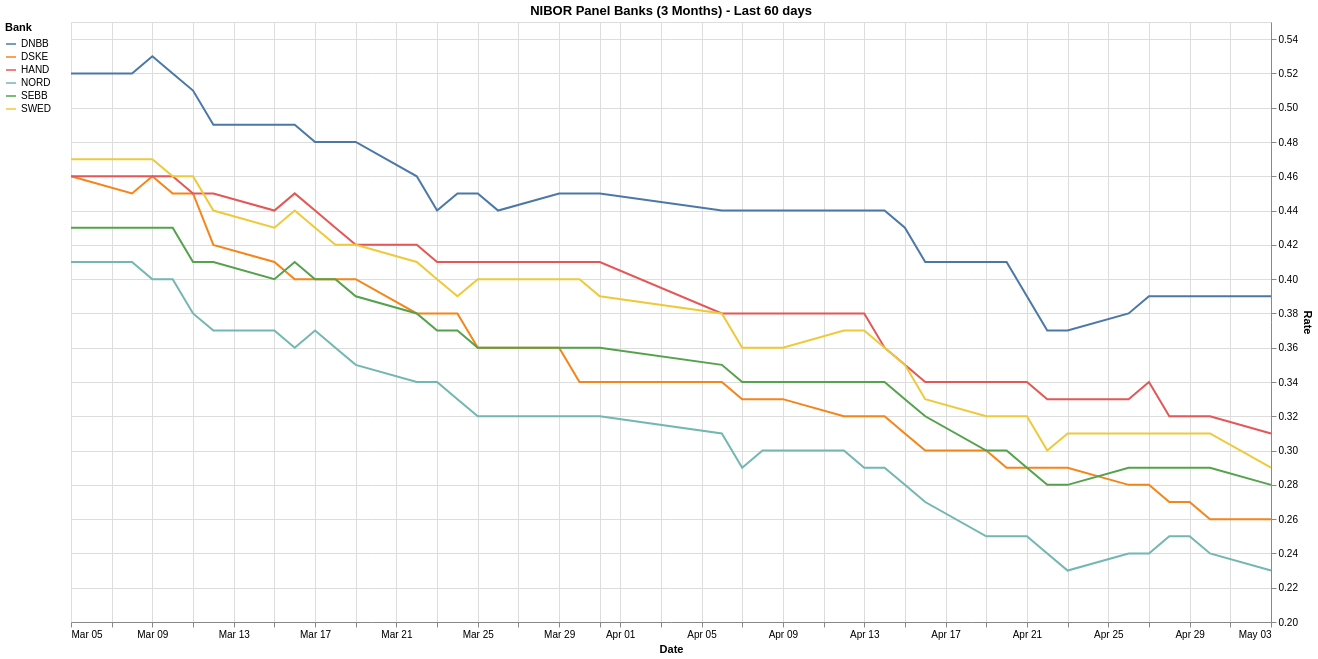 NIBOR Panel Banks (3 Months) - Last 60 days
Bank
DNBB
DSKE
HAND
NORD
SEBB
SWED
0.54
0.52
0.50
0.48
0.46
0.44
0.42
0.40
0.38
0.36
0.34
0.32
0.30
0.28
0.26
0.24
0.22
0.20
Rate
Mar 05 Mar 09 Mar 13 Mar 17 Mar 21 Mar 25 Mar 29 Apr 01 Apr 05 Apr 09 Apr 13 Apr 17 Apr 21 Apr 25 Apr 29 May 03
Date